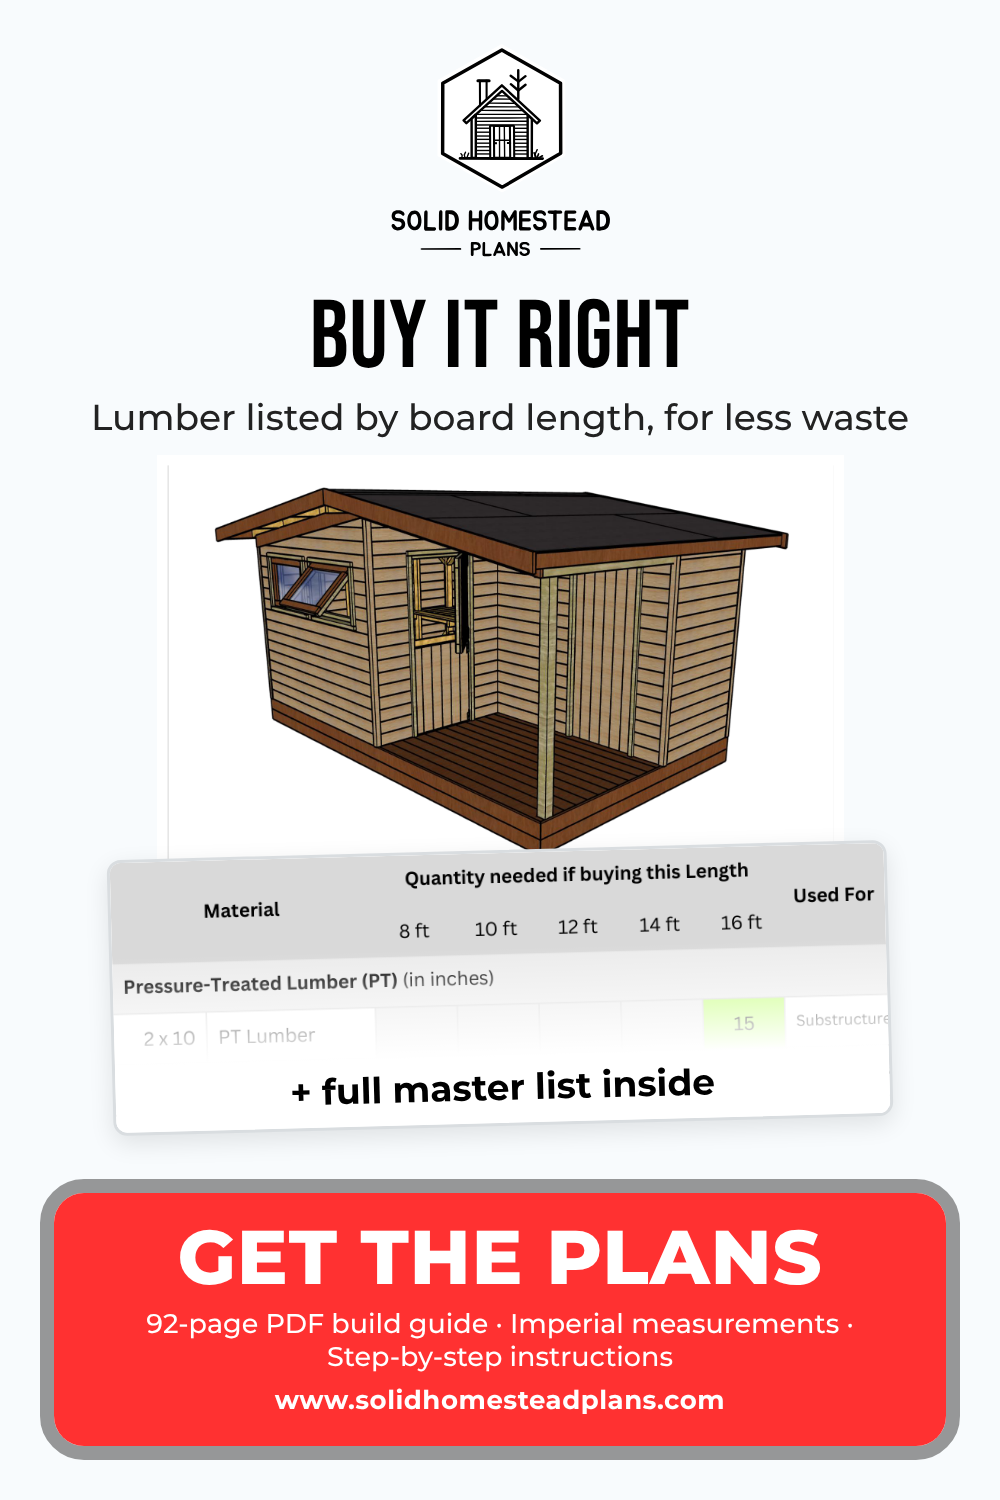 SOLID HOMESTEAD
PLANS
BUY IT RIGHT
Lumber listed by board length, for less waste
Quantity needed if buying this Length
Material
Used For
8 ft 10 ft 12 ft 14 ft 16 ft
Pressure-Treated Lumber (PT) (in inches)
2 x 10 PT Lumber 15 Substructure
+ full master list inside
GET THE PLANS
92-page PDF build guide · Imperial measurements ·
Step-by-step instructions
www.solidhomesteadplans.com